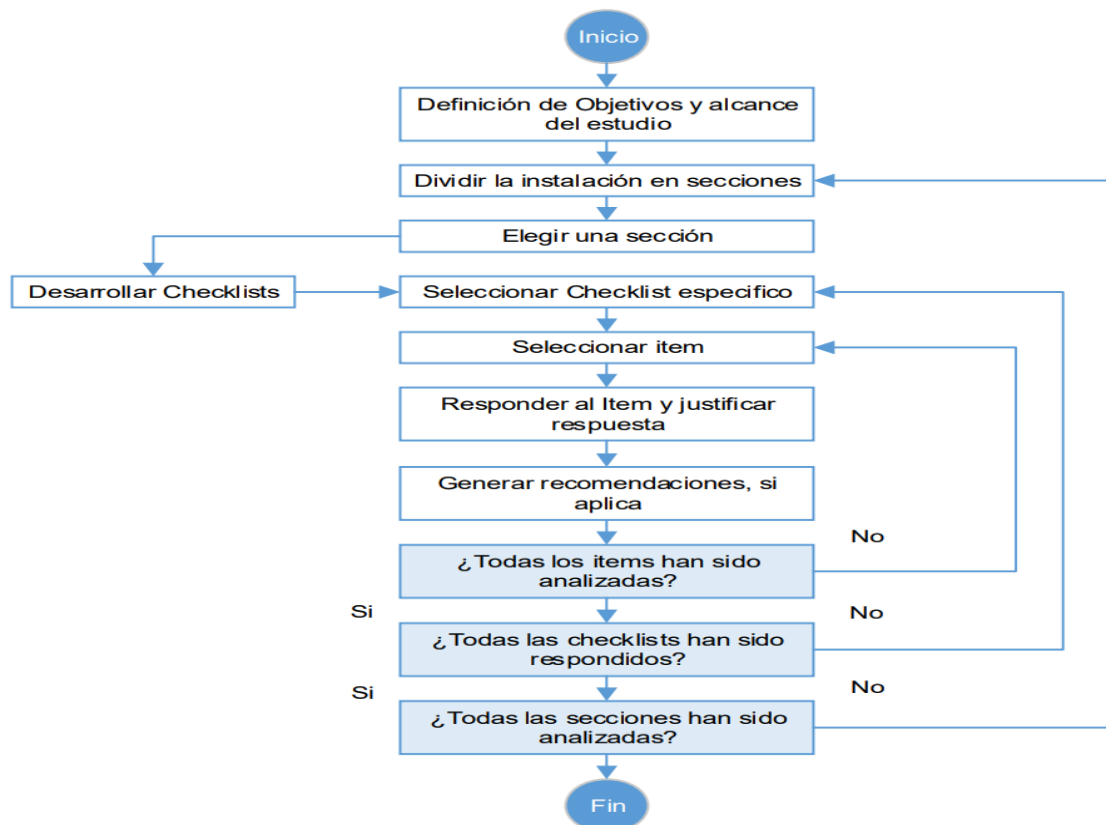 Inicio
Definición de Objetivos y alcance
del estudio
Dividir la instalación en secciones
Elegir una sección
Desarrollar Checklists
Seleccionar Checklist especifico
Seleccionar item
Responder al Item y justificar
respuesta
Generar recomendaciones, si
aplica
No
¿Todas los items han sido
analizadas?
Si
No
¿Todas las checklists han sido
respondidos?
Si
No
¿Todas las secciones han sido
analizadas?
Fin